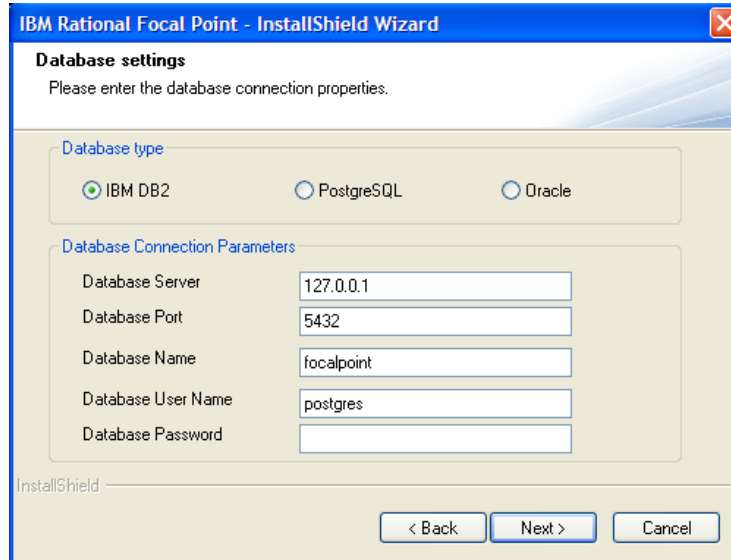 IBM Rational Focal Point - InstallShield Wizard
Database settings
Please enter the database connection properties.
Database type
IBM DB2 PostgreSQL Oracle
Database Connection Parameters
Database Server 127.0.0.1
Database Port 5432
Database Name focalpoint
Database User Name postgres
Database Password
InstallShield
< Back Next > Cancel